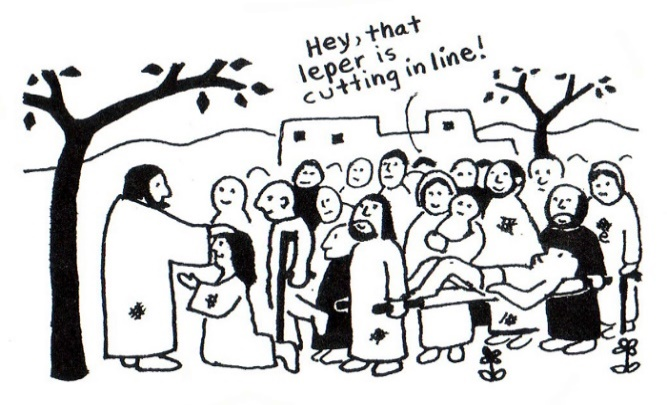 Hey, that
leper is
cutting in line!